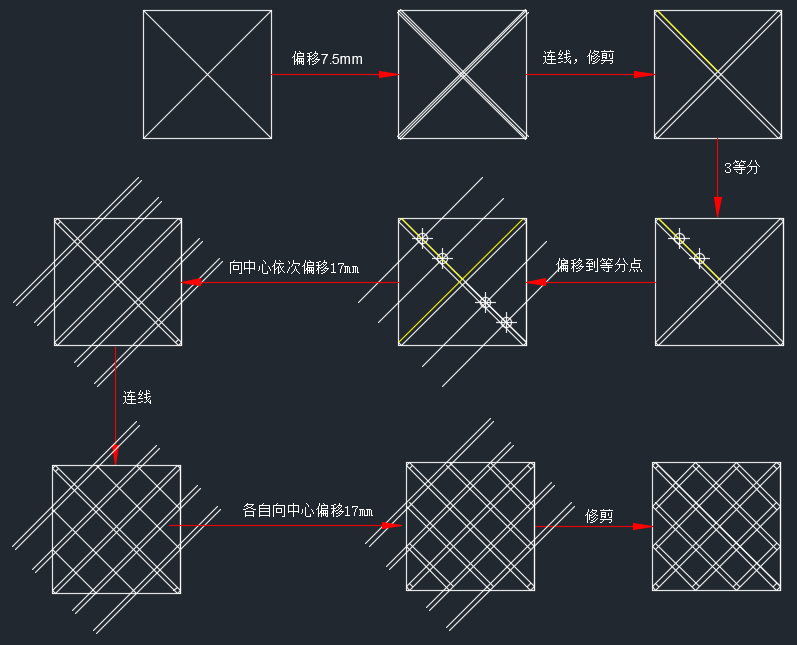 偏移7.5mm
连线，修剪
3等分
偏移到等分点
向中心依次偏移17mm
连线
各自向中心偏移17mm
修剪